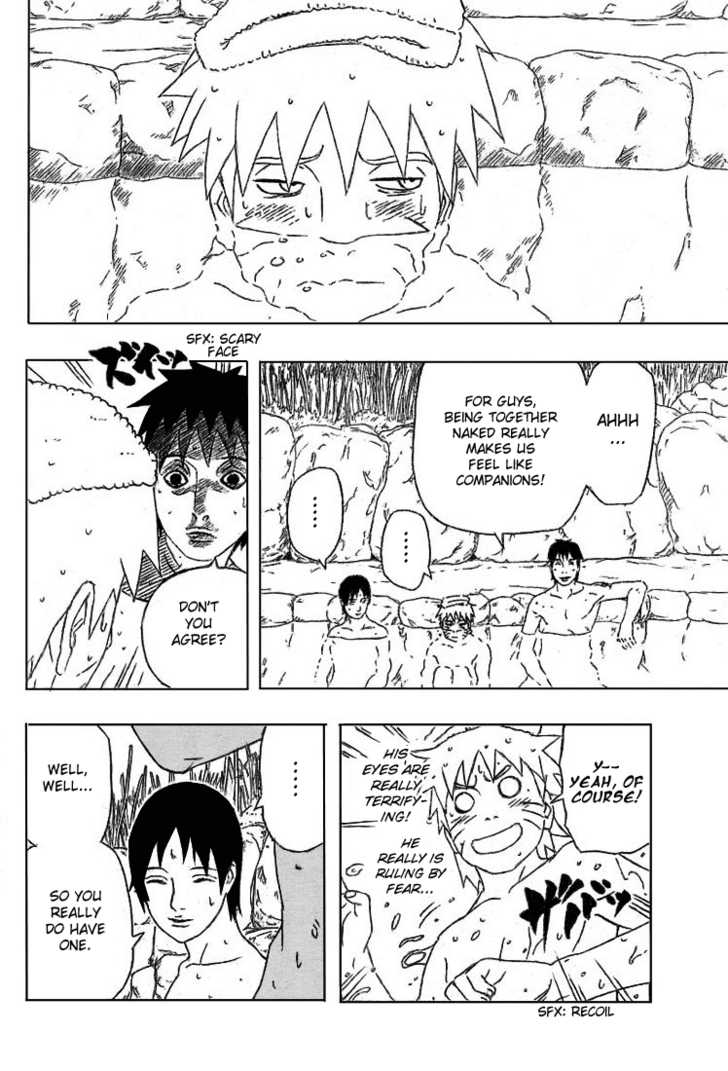 AHHH
...
FOR GUYS,
BEING TOGETHER
NAKED REALLY
MAKES US
FEEL LIKE
COMPANIONS!
...
...
SFX: SCARY
FACE
DON'T
YOU
AGREE?
Y--
YEAH, OF
COURSE!
HIS
EYES ARE
REALLY
TERRIFY-
ING!
HE
REALLY IS
RULING BY
FEAR...
SFX: RECOIL
...
WELL,
WELL...
SO YOU
REALLY
DO HAVE
ONE.